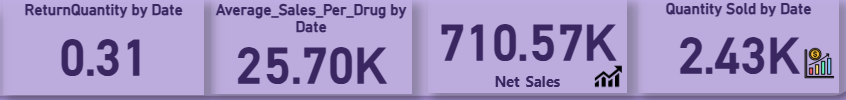 ReturnQuantity by Date
0.31
Average_Sales_Per_Drug by
Date
25.70K
710.57K
Net Sales
Quantity Sold by Date
2.43K